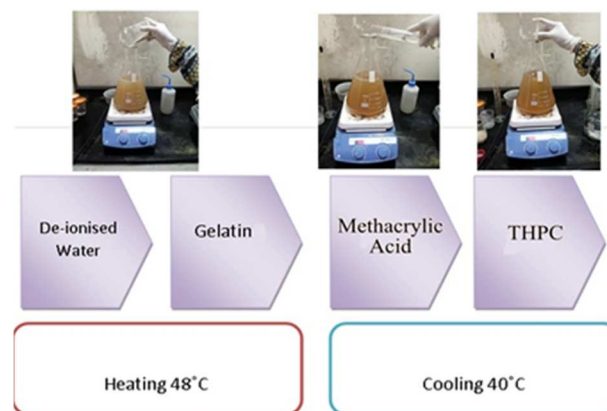 De-ionised
Water
Gelatin
Methacrylic
Acid
THPC
Heating 48˚C
Cooling 40˚C